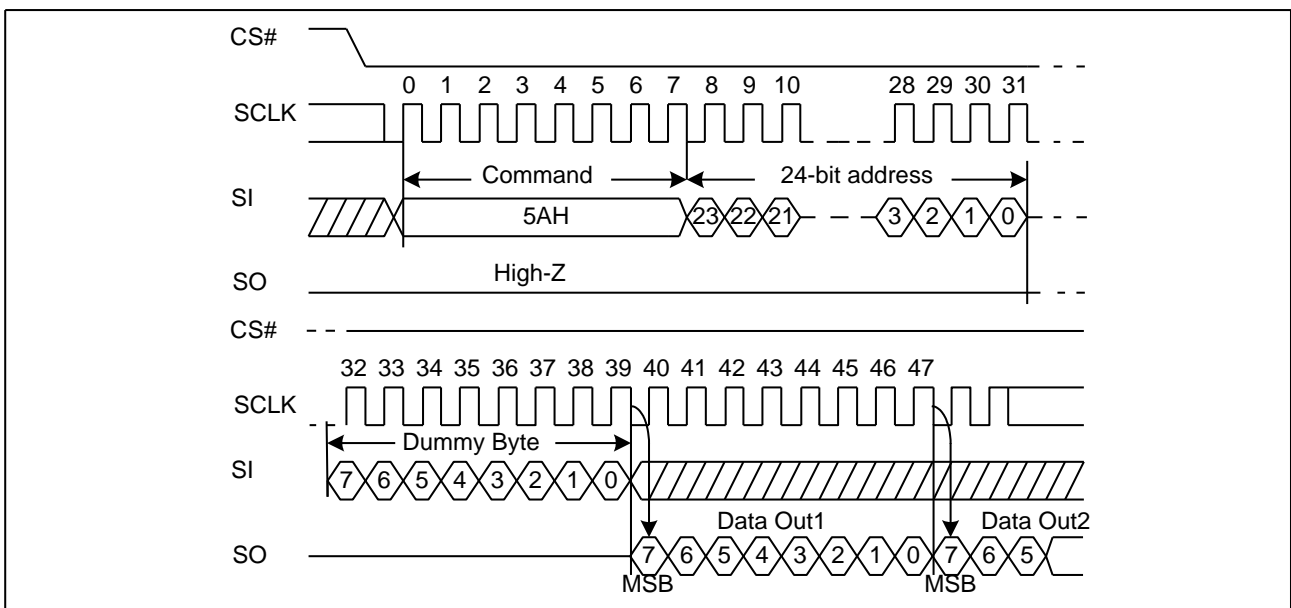 CS#
0 1 2 3 4 5 6 7 8 9 10 28 29 30 31
SCLK
Command 24-bit address
SI
5AH 23 22 21 3 2 1 0
High-Z
SO
CS#
32 33 34 35 36 37 38 39 40 41 42 43 44 45 46 47
SCLK
Dummy Byte
SI
7 6 5 4 3 2 1 0
Data Out1 Data Out2
SO
7 6 5 4 3 2 1 0 7 6 5
MSB MSB